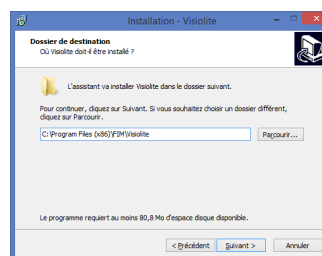 Installation - Visiolite
Dossier de destination
Où Visiolite doit-il être installé ?
L'assistant va installer Visiolite dans le dossier suivant.
Pour continuer, cliquez sur Suivant. Si vous souhaitez choisir un dossier différent,
cliquez sur Parcourir.
C:\Program Files (x86)\FIM\Visiolite
Parcourir...
Le programme requiert au moins 80,8 Mo d'espace disque disponible.
< Précédent
Suivant >
Annuler